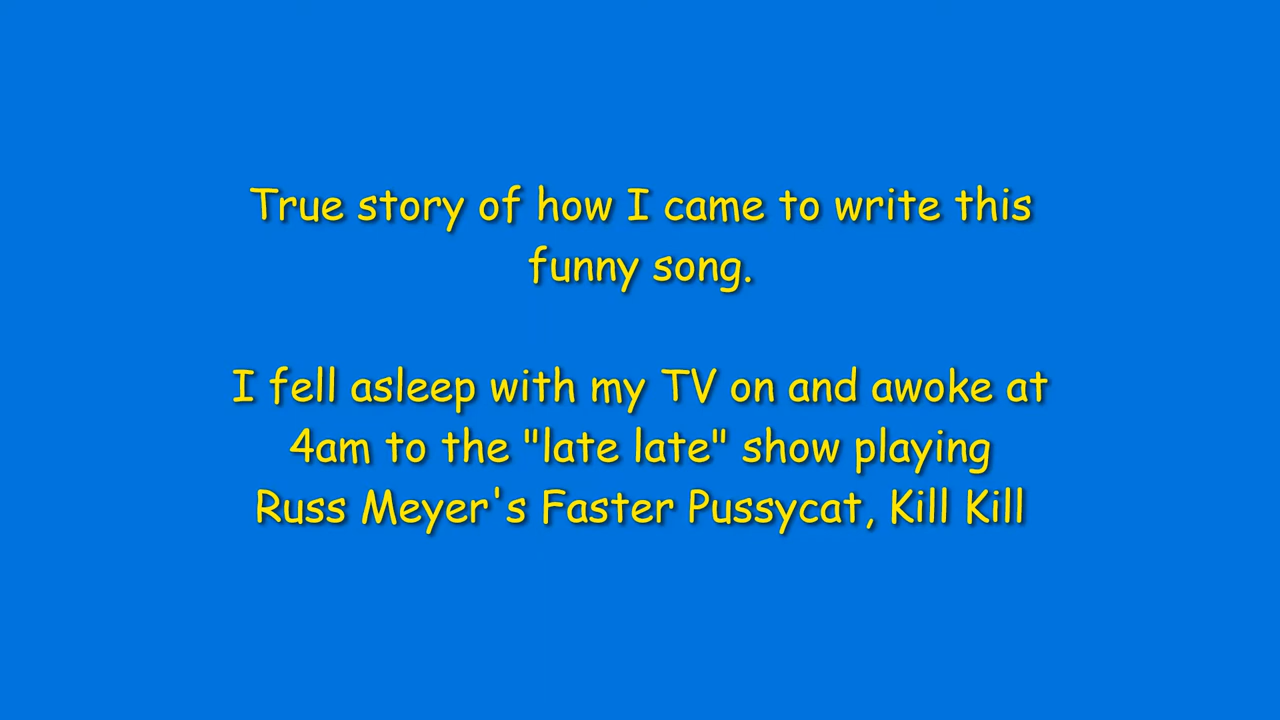 True story of how I came to write this
funny song.
I fell asleep with my TV on and awoke at
4am to the "late late" show playing
Russ Meyer's Faster Pussycat, Kill Kill